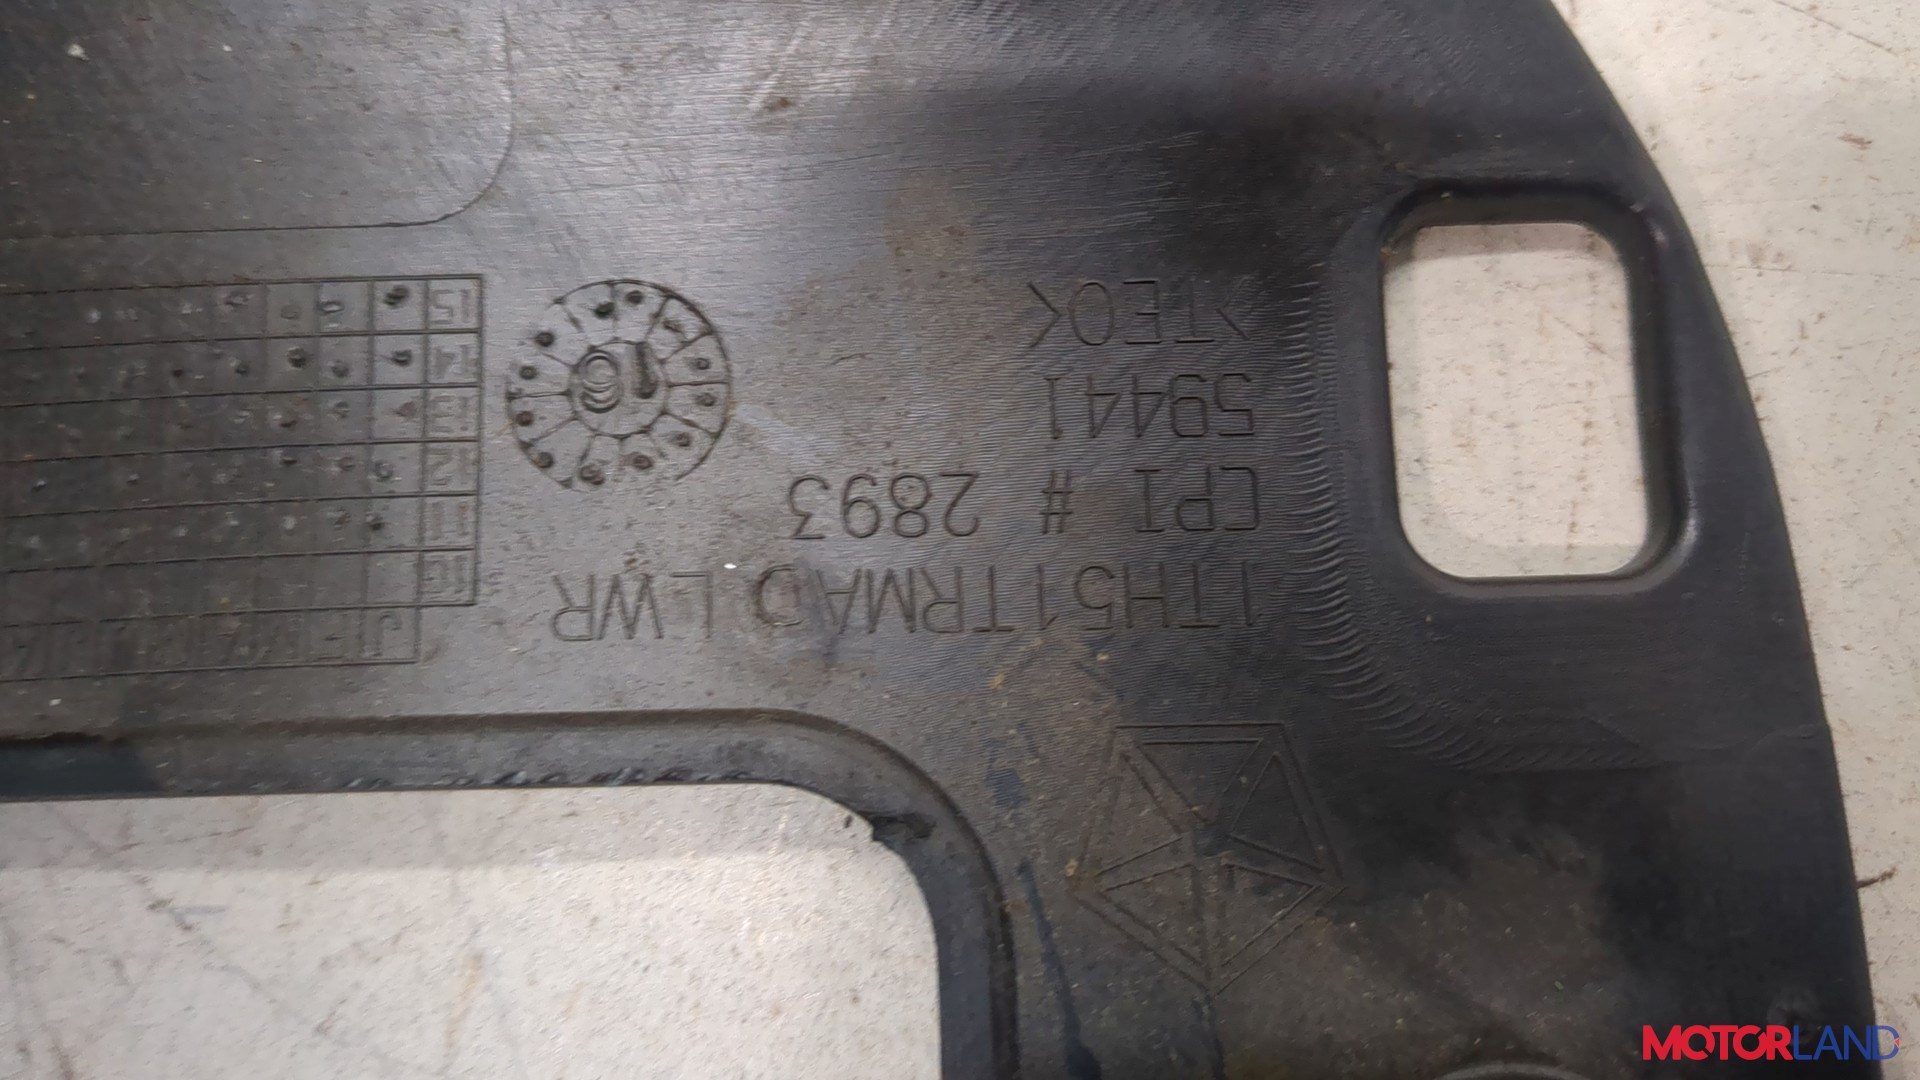 1TH51TRMAD LWR
CPI # 2893
59441
>TEO<
J F M A M J J A
10
11
12
13
14
15
MOTORLAND